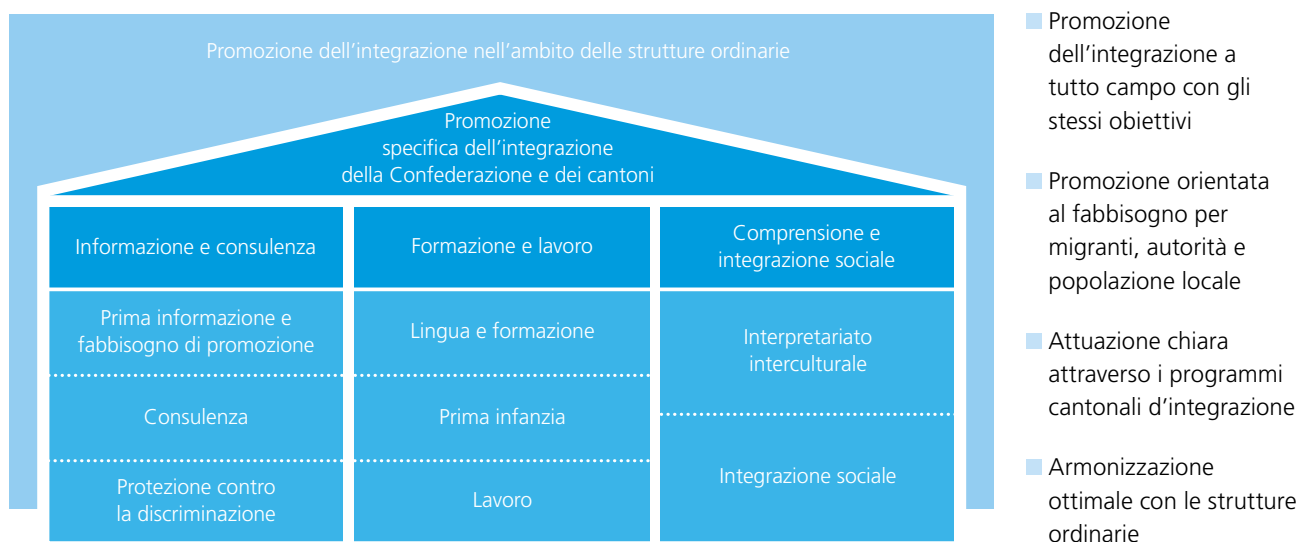 Promozione dell'integrazione nell'ambito delle strutture ordinarie
Promozione
specifica dell'integrazione
della Confederazione e dei cantoni
Informazione e consulenza
Prima informazione e
fabbisogno di promozione
Consulenza
Protezione contro
la discriminazione
Formazione e lavoro
Lingua e formazione
Prima infanzia
Lavoro
Comprensione e
integrazione sociale
Interpretariato
interculturale
Integrazione sociale
Promozione
dell'integrazione a
tutto campo con gli
stessi obiettivi
Promozione orientata
al fabbisogno per
migranti, autorità e
popolazione locale
Attuazione chiara
attraverso i programmi
cantonali d'integrazione
Armonizzazione
ottimale con le strutture
ordinarie